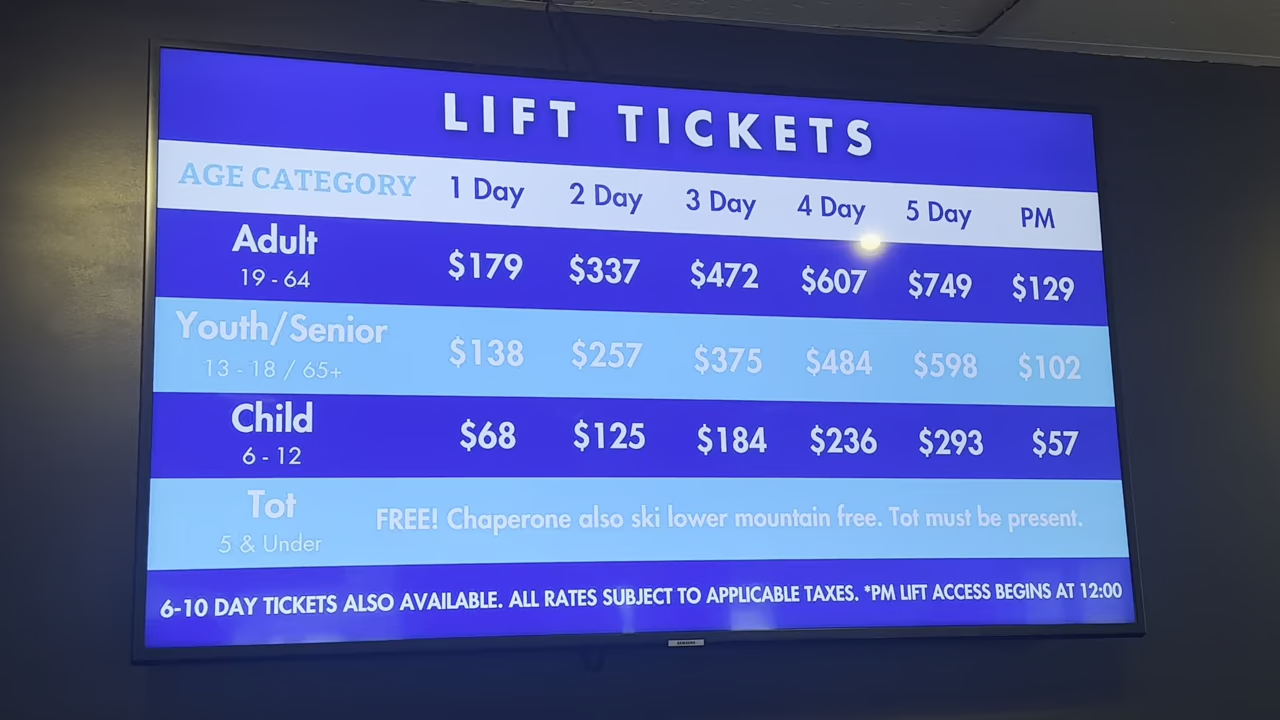 LIFT TICKETS
AGE CATEGORY 1 Day 2 Day 3 Day 4 Day 5 Day PM
Adult
19 - 64 $179 $337 $472 $607 $749 $129
Youth/Senior
13 - 18 / 65+ $138 $257 $375 $484 $598 $102
Child
6 - 12 $68 $125 $184 $236 $293 $57
Tot
5 & Under FREE! Chaperone also ski lower mountain free. Tot must be present.
6-10 DAY TICKETS ALSO AVAILABLE. ALL RATES SUBJECT TO APPLICABLE TAXES. *PM LIFT ACCESS BEGINS AT 12:00
SAMSUNG